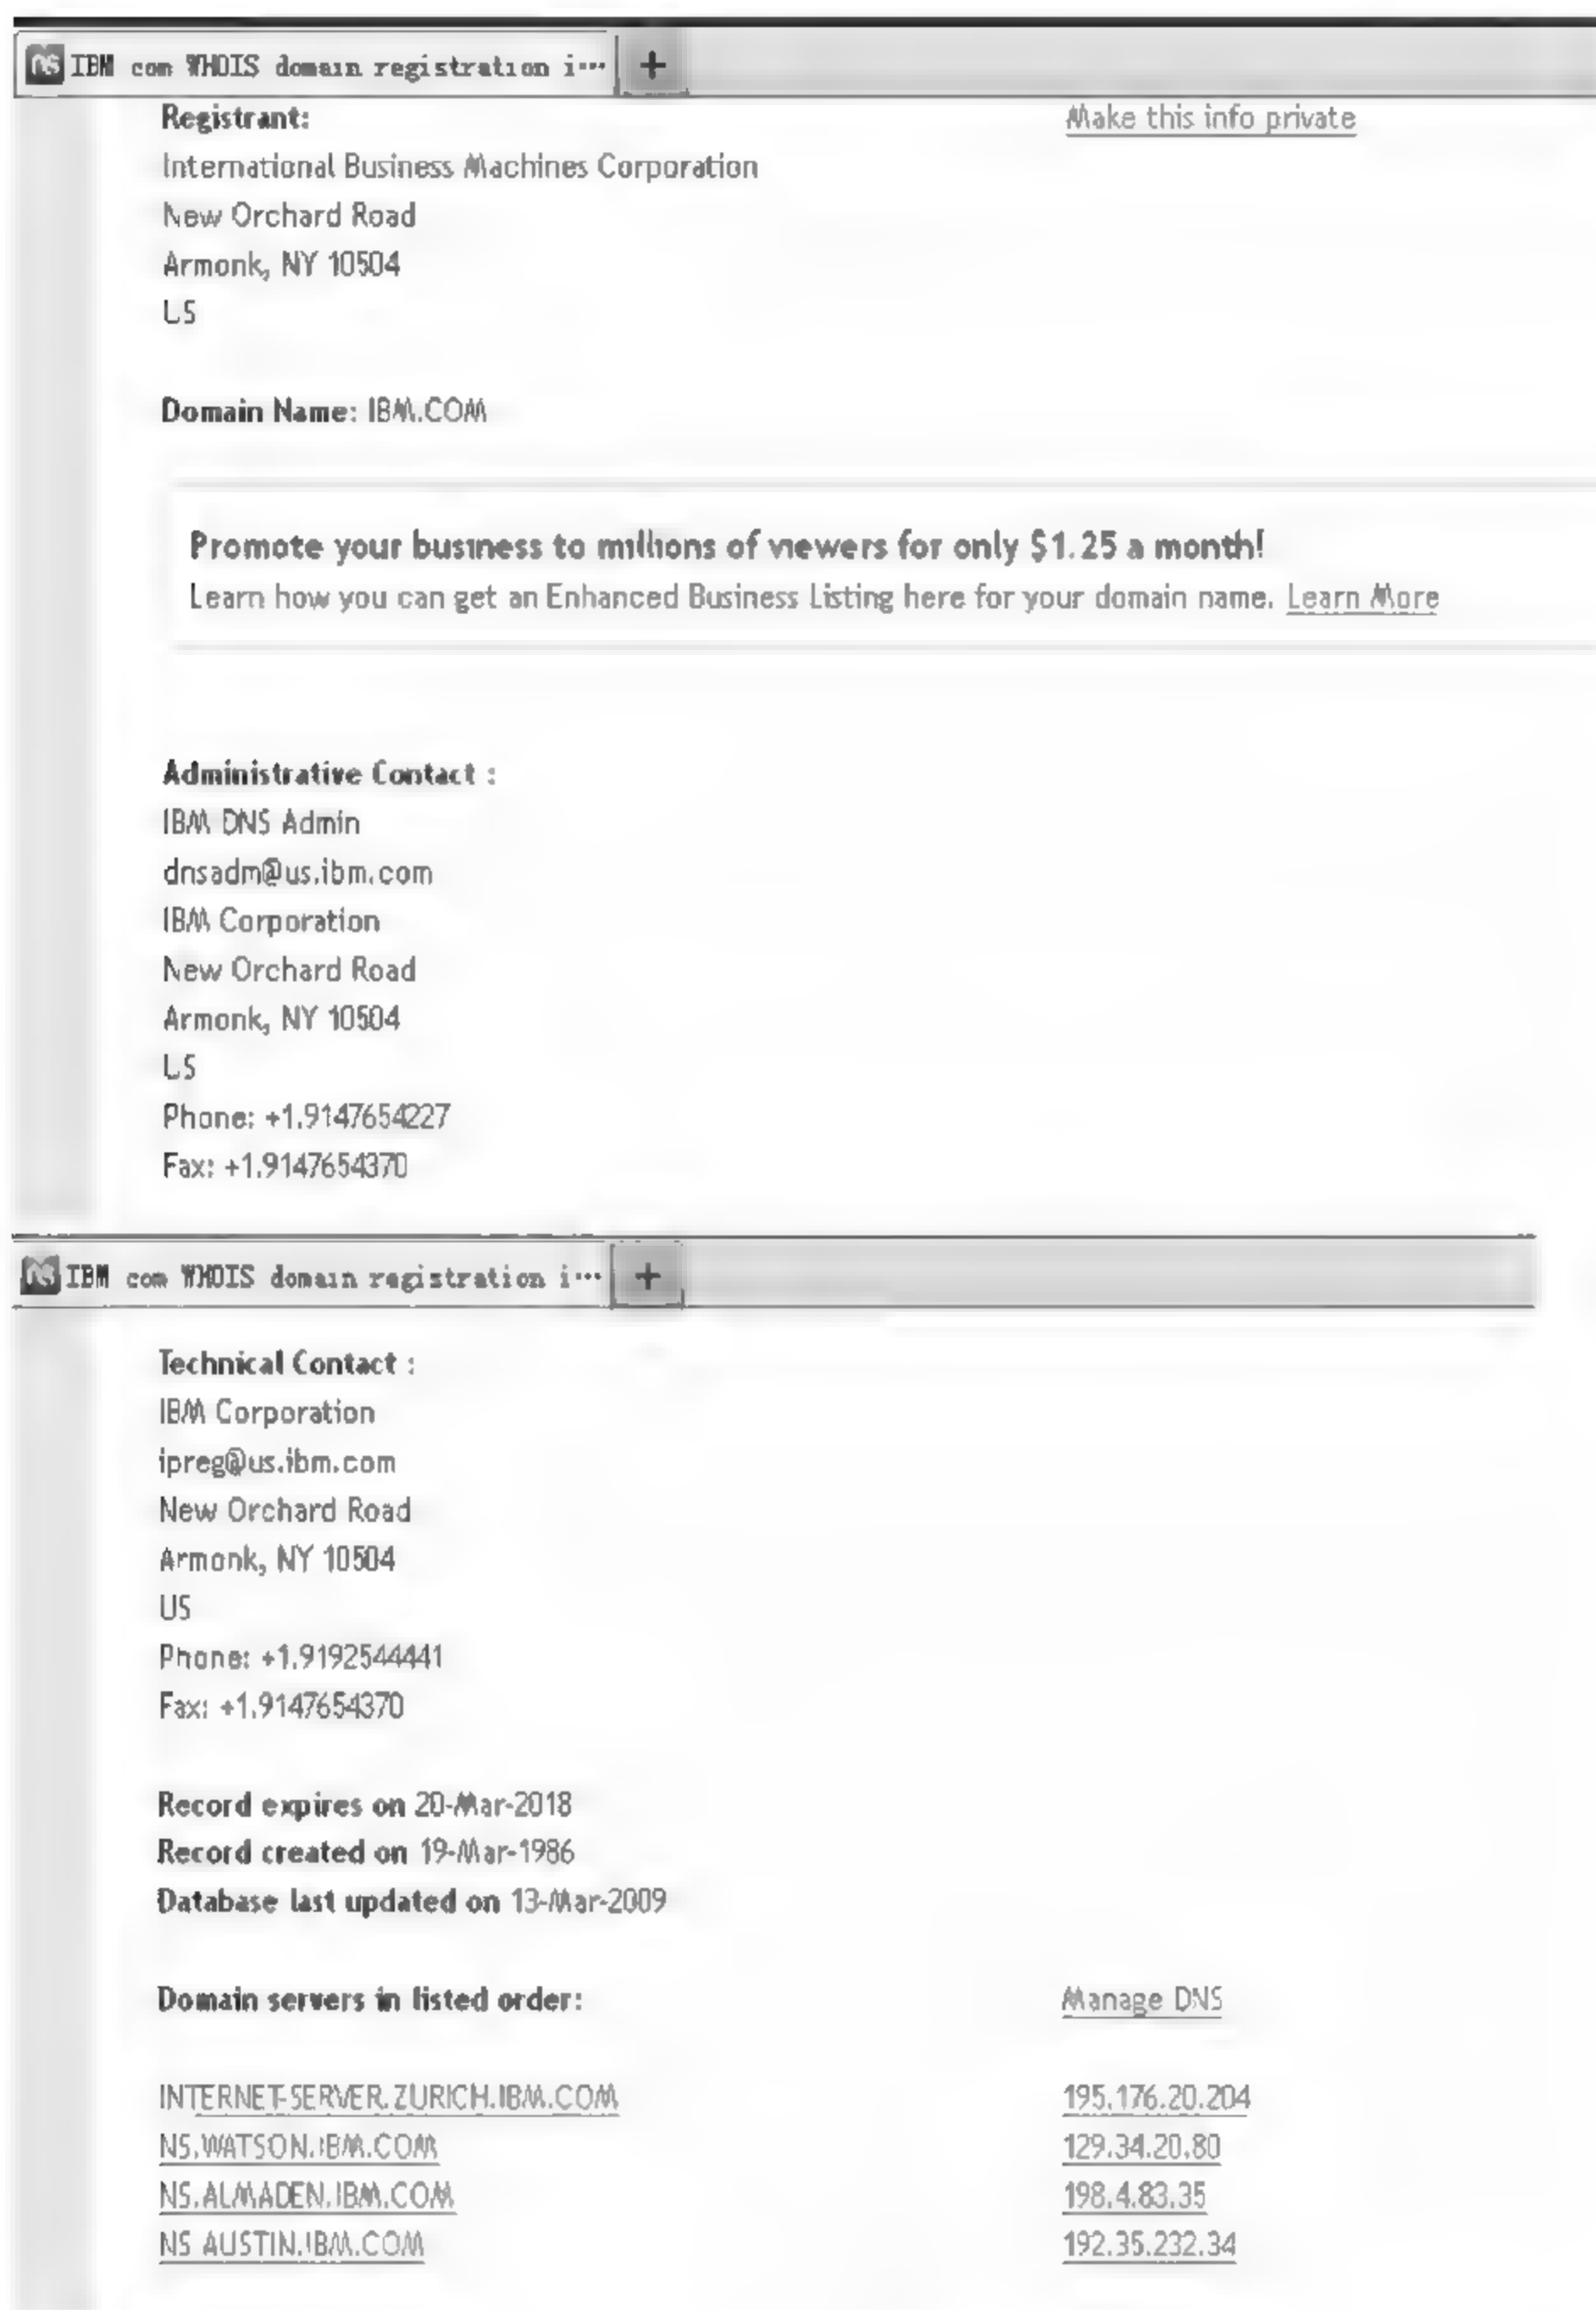 ns IBM com WHOIS domain registration i... +
Registrant: Make this info private
International Business Machines Corporation
New Orchard Road
Armonk, NY 10504
US
Domain Name: IBM.COM
Promote your business to millions of viewers for only $1.25 a month!
Learn how you can get an Enhanced Business Listing here for your domain name. Learn More
Administrative Contact :
IBM DNS Admin
dnsadm@us.ibm.com
IBM Corporation
New Orchard Road
Armonk, NY 10504
US
Phone: +1.9147654227
Fax: +1.9147654370
ns IBM com WHOIS domain registration i... +
Technical Contact :
IBM Corporation
ipreg@us.ibm.com
New Orchard Road
Armonk, NY 10504
US
Phone: +1.9192544441
Fax: +1.9147654370
Record expires on 20-Mar-2018
Record created on 19-Mar-1986
Database last updated on 13-Mar-2009
Domain servers in listed order: Manage DNS
INTERNET-SERVER.ZURICH.IBM.COM 195.176.20.204
NS.WATSON.IBM.COM 129.34.20.80
NS.ALMADEN.IBM.COM 198.4.83.35
NS AUSTIN.IBM.COM 192.35.232.34